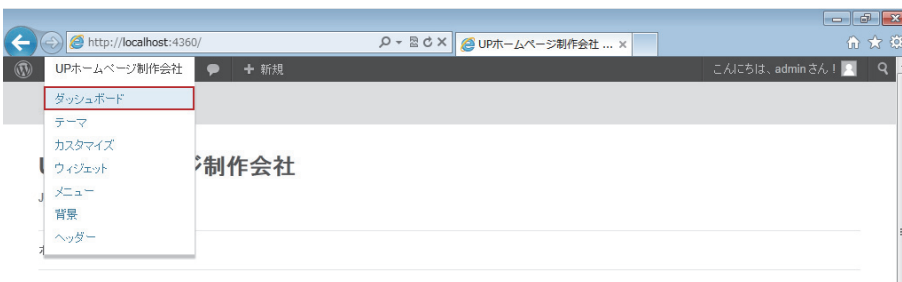 http://localhost:4360/
UPホームページ制作会社 ...
UPホームページ制作会社
新規
こんにちは、admin さん !
ダッシュボード
テーマ
カスタマイズ
ウィジェット
メニュー
背景
ヘッダー
ジ制作会社